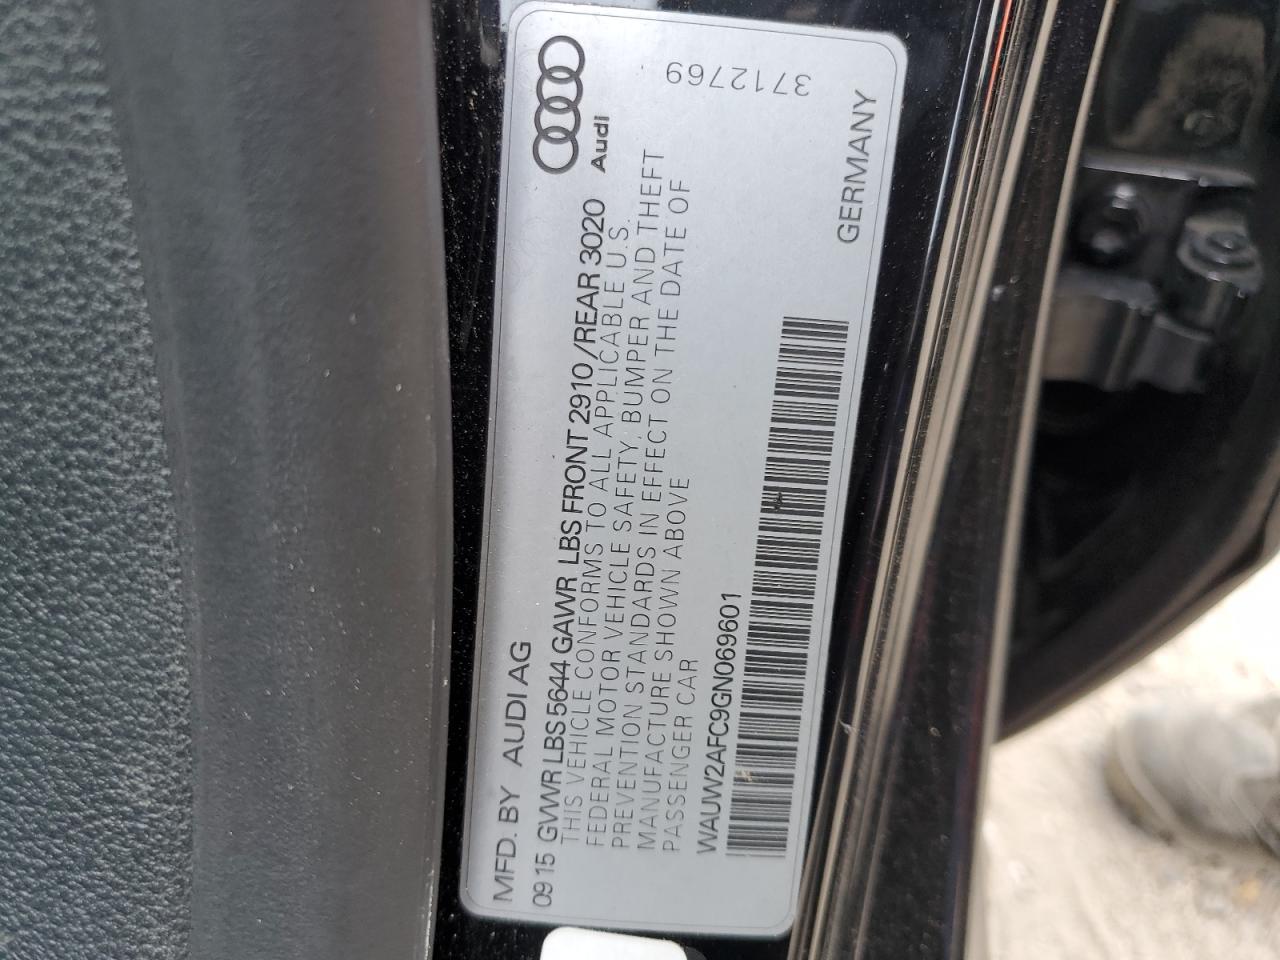 MFD. BY AUDI AG
Audi
09 15 GVWR LBS 5644 GAWR LBS FRONT 2910 /REAR 3020
THIS VEHICLE CONFORMS TO ALL APPLICABLE U.S.
FEDERAL MOTOR VEHICLE SAFETY, BUMPER AND THEFT
PREVENTION STANDARDS IN EFFECT ON THE DATE OF
MANUFACTURE SHOWN ABOVE
PASSENGER CAR
WAUW2AFC9GN069601
3712769
GERMANY